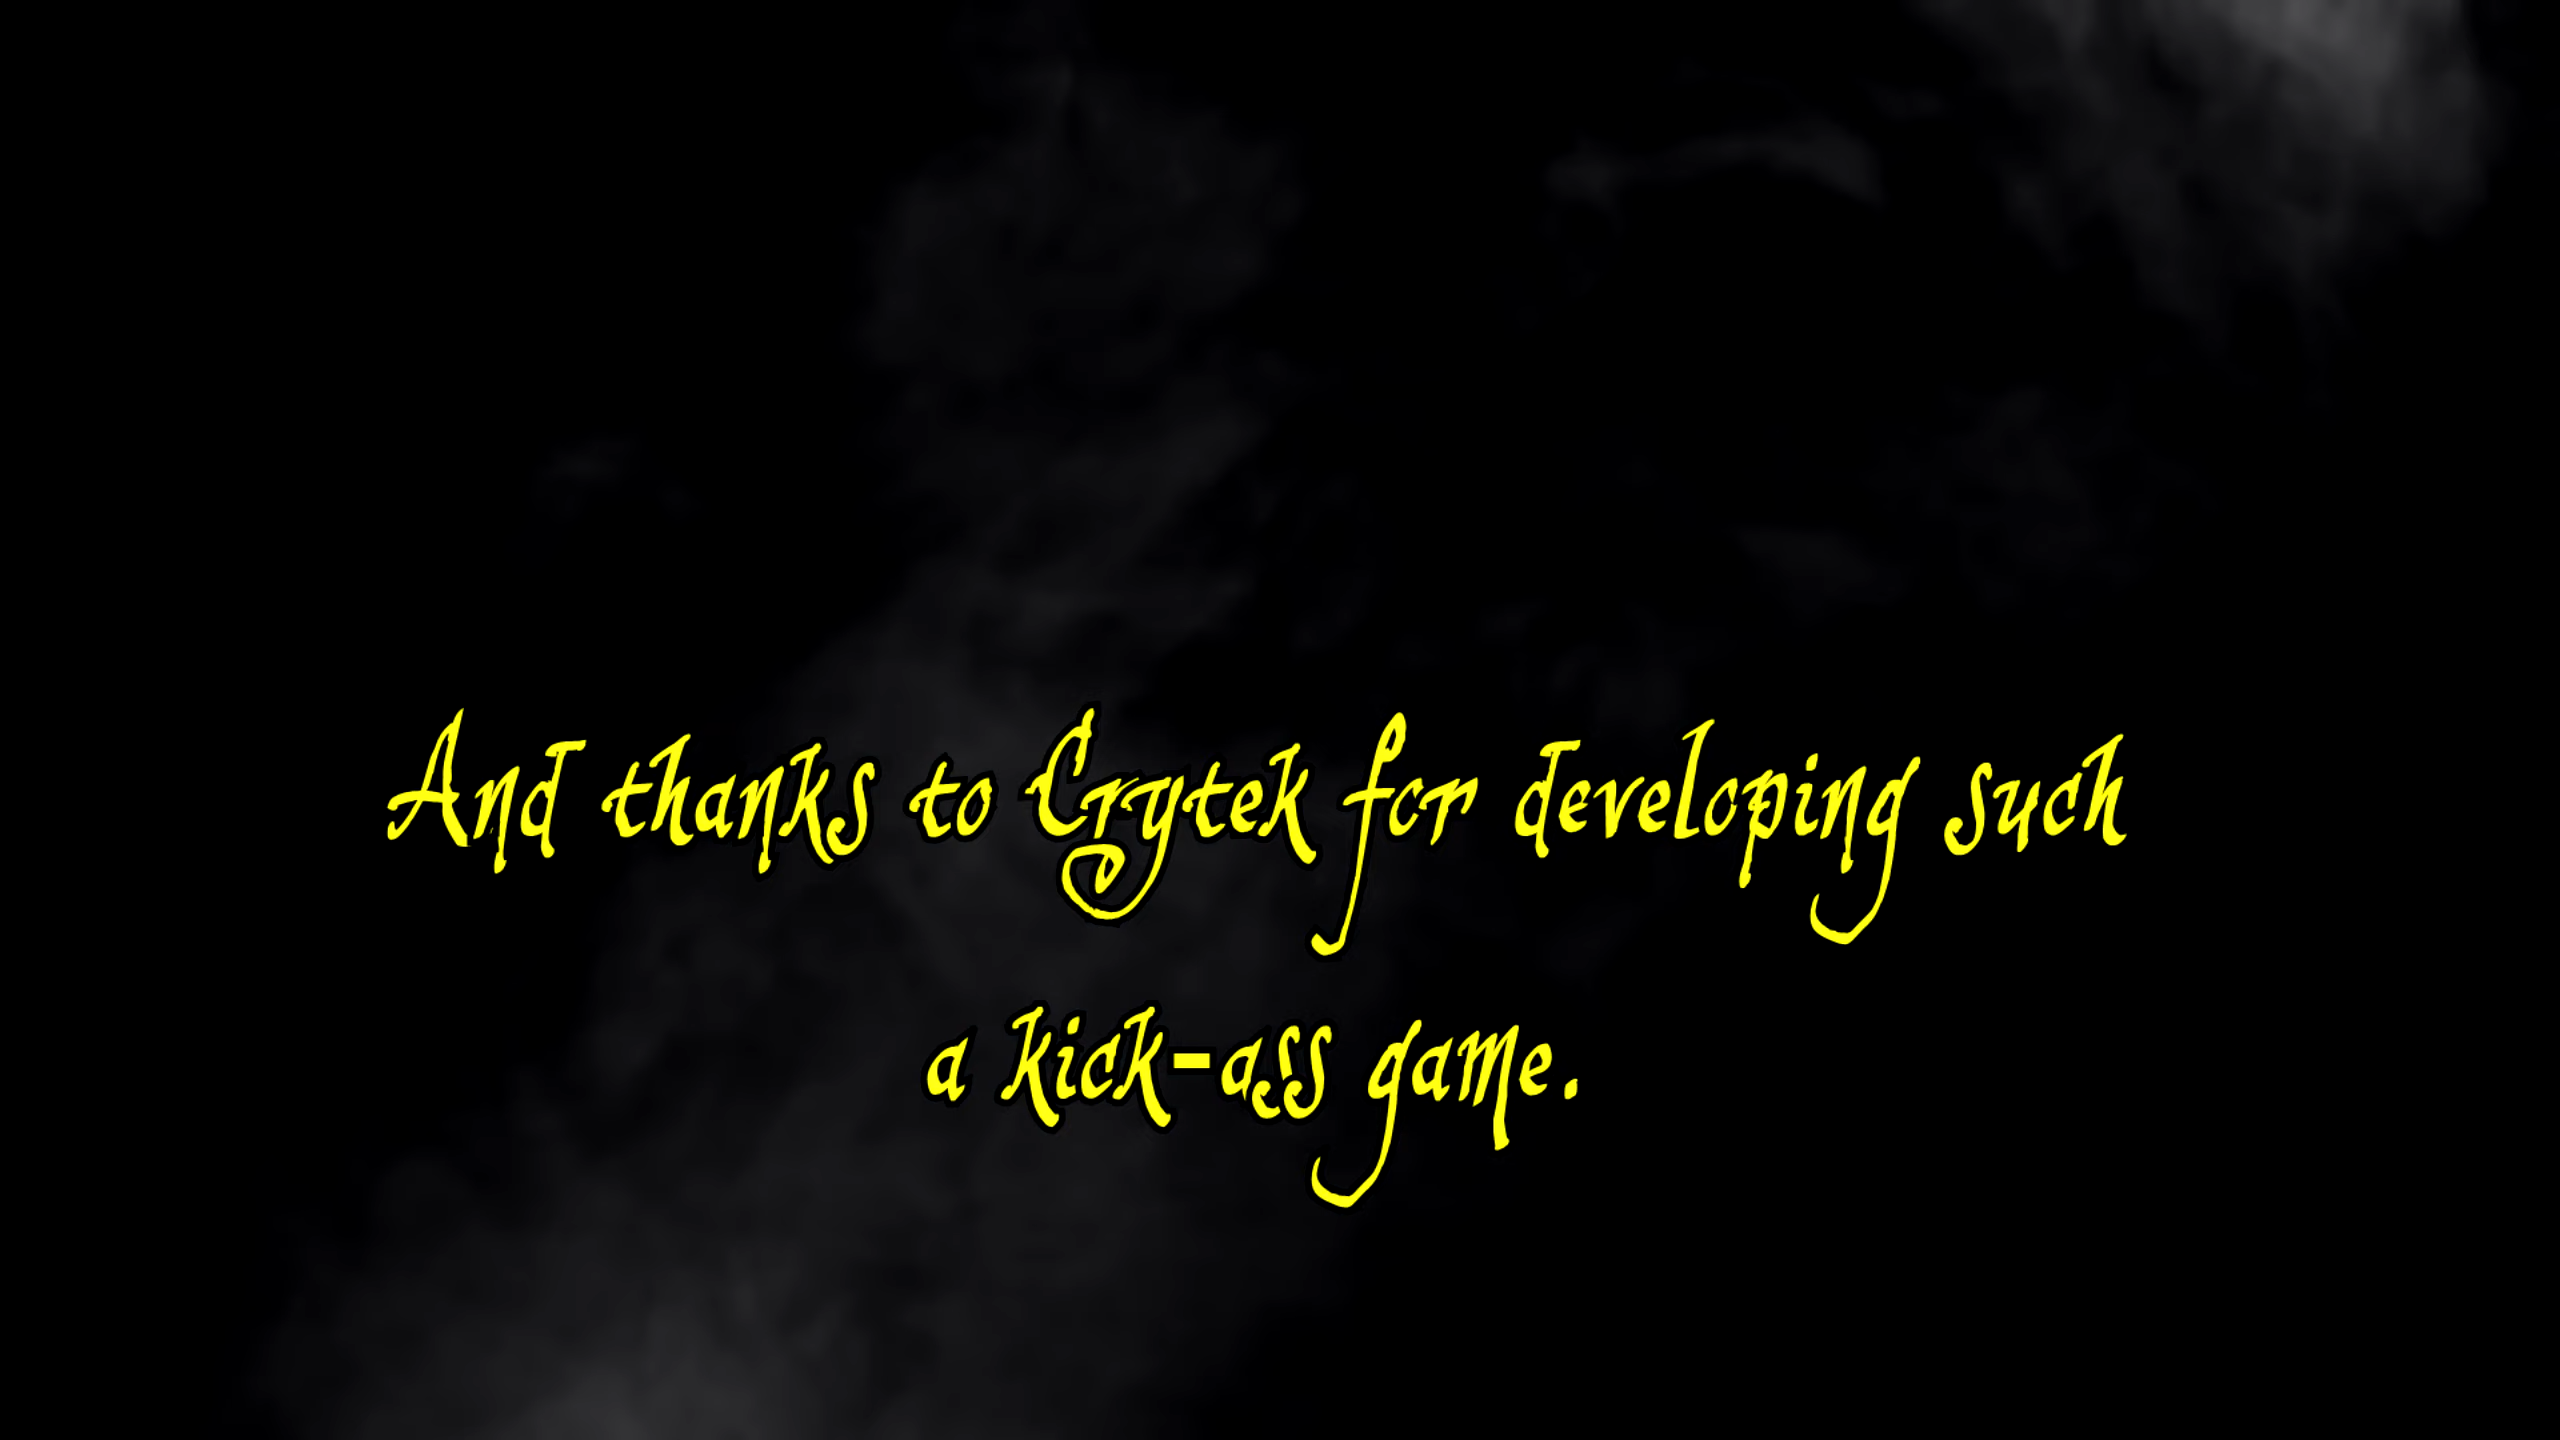 And thanks to Crytek for developing such
a kick-ass game.